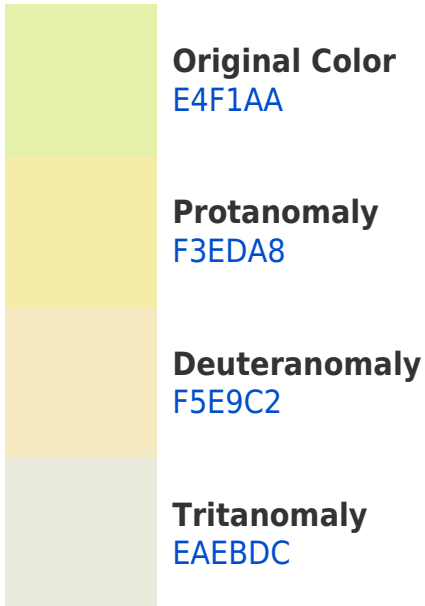 Original Color
E4F1AA
Protanomaly
F3EDA8
Deuteranomaly
F5E9C2
Tritanomaly
EAEBDC